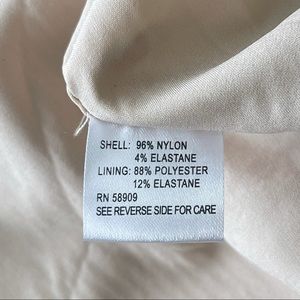 SHELL: 96% NYLON
4% ELASTANE
LINING: 88% POLYESTER
12% ELASTANE
RN 58909
SEE REVERSE SIDE FOR CARE